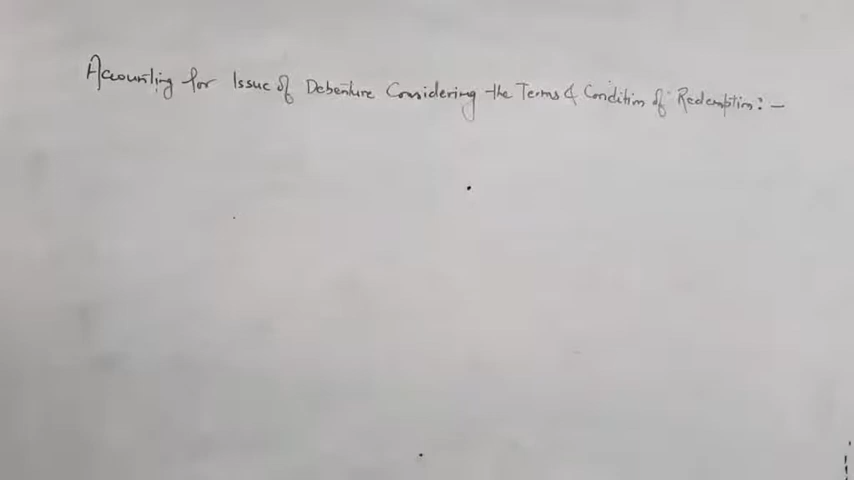 Accounting for Issue of Debenture Considering the Terms & Condition of Redemption: -